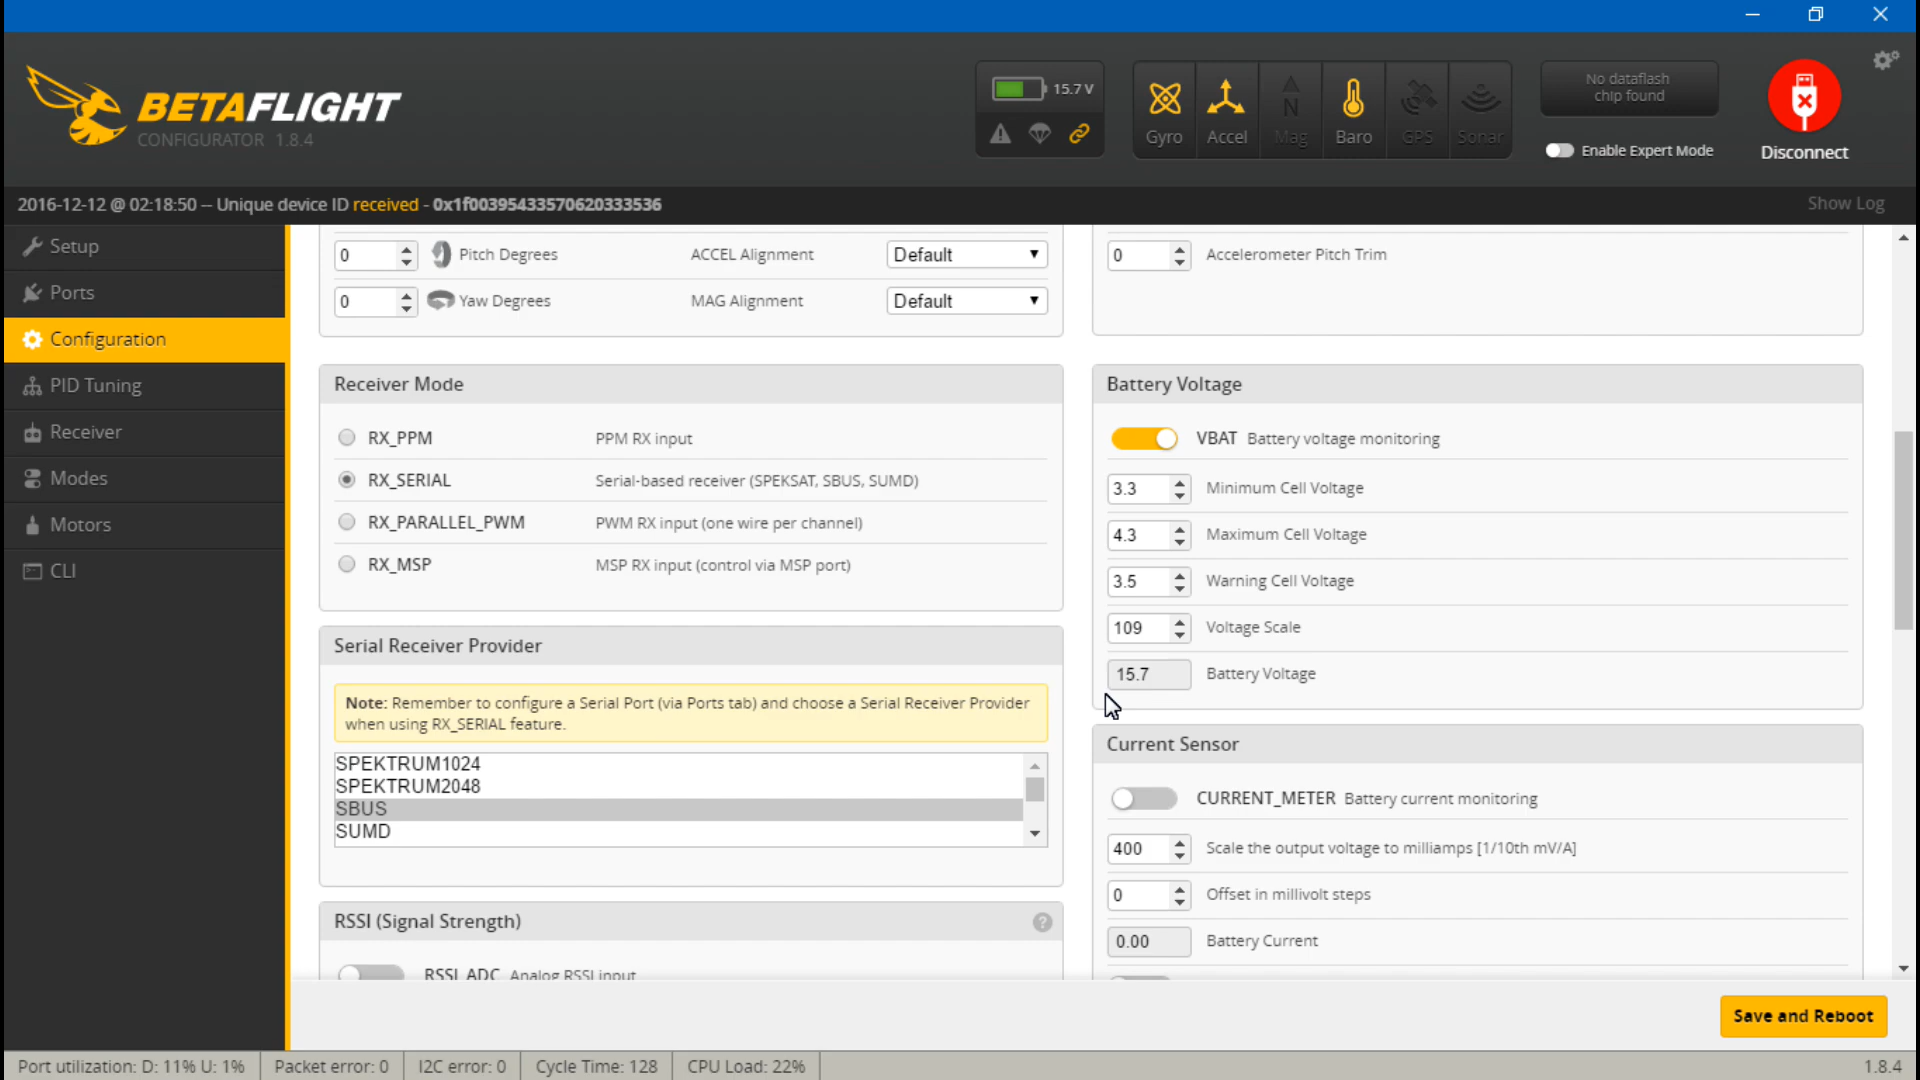 BETAFLIGHT
CONFIGURATOR 1.8.4
15.7 V
Gyro
Accel
Mag
Baro
GPS
Sonar
No dataflash
chip found
Enable Expert Mode
Disconnect
2016-12-12 @ 02:18:50 -- Unique device ID received - 0x1f00395433570620333536
Show Log
Setup
Ports
Configuration
PID Tuning
Receiver
Modes
Motors
CLI
0 Pitch Degrees ACCEL Alignment Default
0 Yaw Degrees MAG Alignment Default
0 Accelerometer Pitch Trim
Receiver Mode
RX_PPM PPM RX input
RX_SERIAL Serial-based receiver (SPEKSAT, SBUS, SUMD)
RX_PARALLEL_PWM PWM RX input (one wire per channel)
RX_MSP MSP RX input (control via MSP port)
Serial Receiver Provider
Note: Remember to configure a Serial Port (via Ports tab) and choose a Serial Receiver Provider
when using RX_SERIAL feature.
SPEKTRUM1024
SPEKTRUM2048
SBUS
SUMD
RSSI (Signal Strength) ?
RSSI_ADC Analog RSSI input
Battery Voltage
VBAT Battery voltage monitoring
3.3 Minimum Cell Voltage
4.3 Maximum Cell Voltage
3.5 Warning Cell Voltage
109 Voltage Scale
15.7 Battery Voltage
Current Sensor
CURRENT_METER Battery current monitoring
400 Scale the output voltage to milliamps [1/10th mV/A]
0 Offset in millivolt steps
0.00 Battery Current
Save and Reboot
Port utilization: D: 11% U: 1% Packet error: 0 I2C error: 0 Cycle Time: 128 CPU Load: 22% 1.8.4